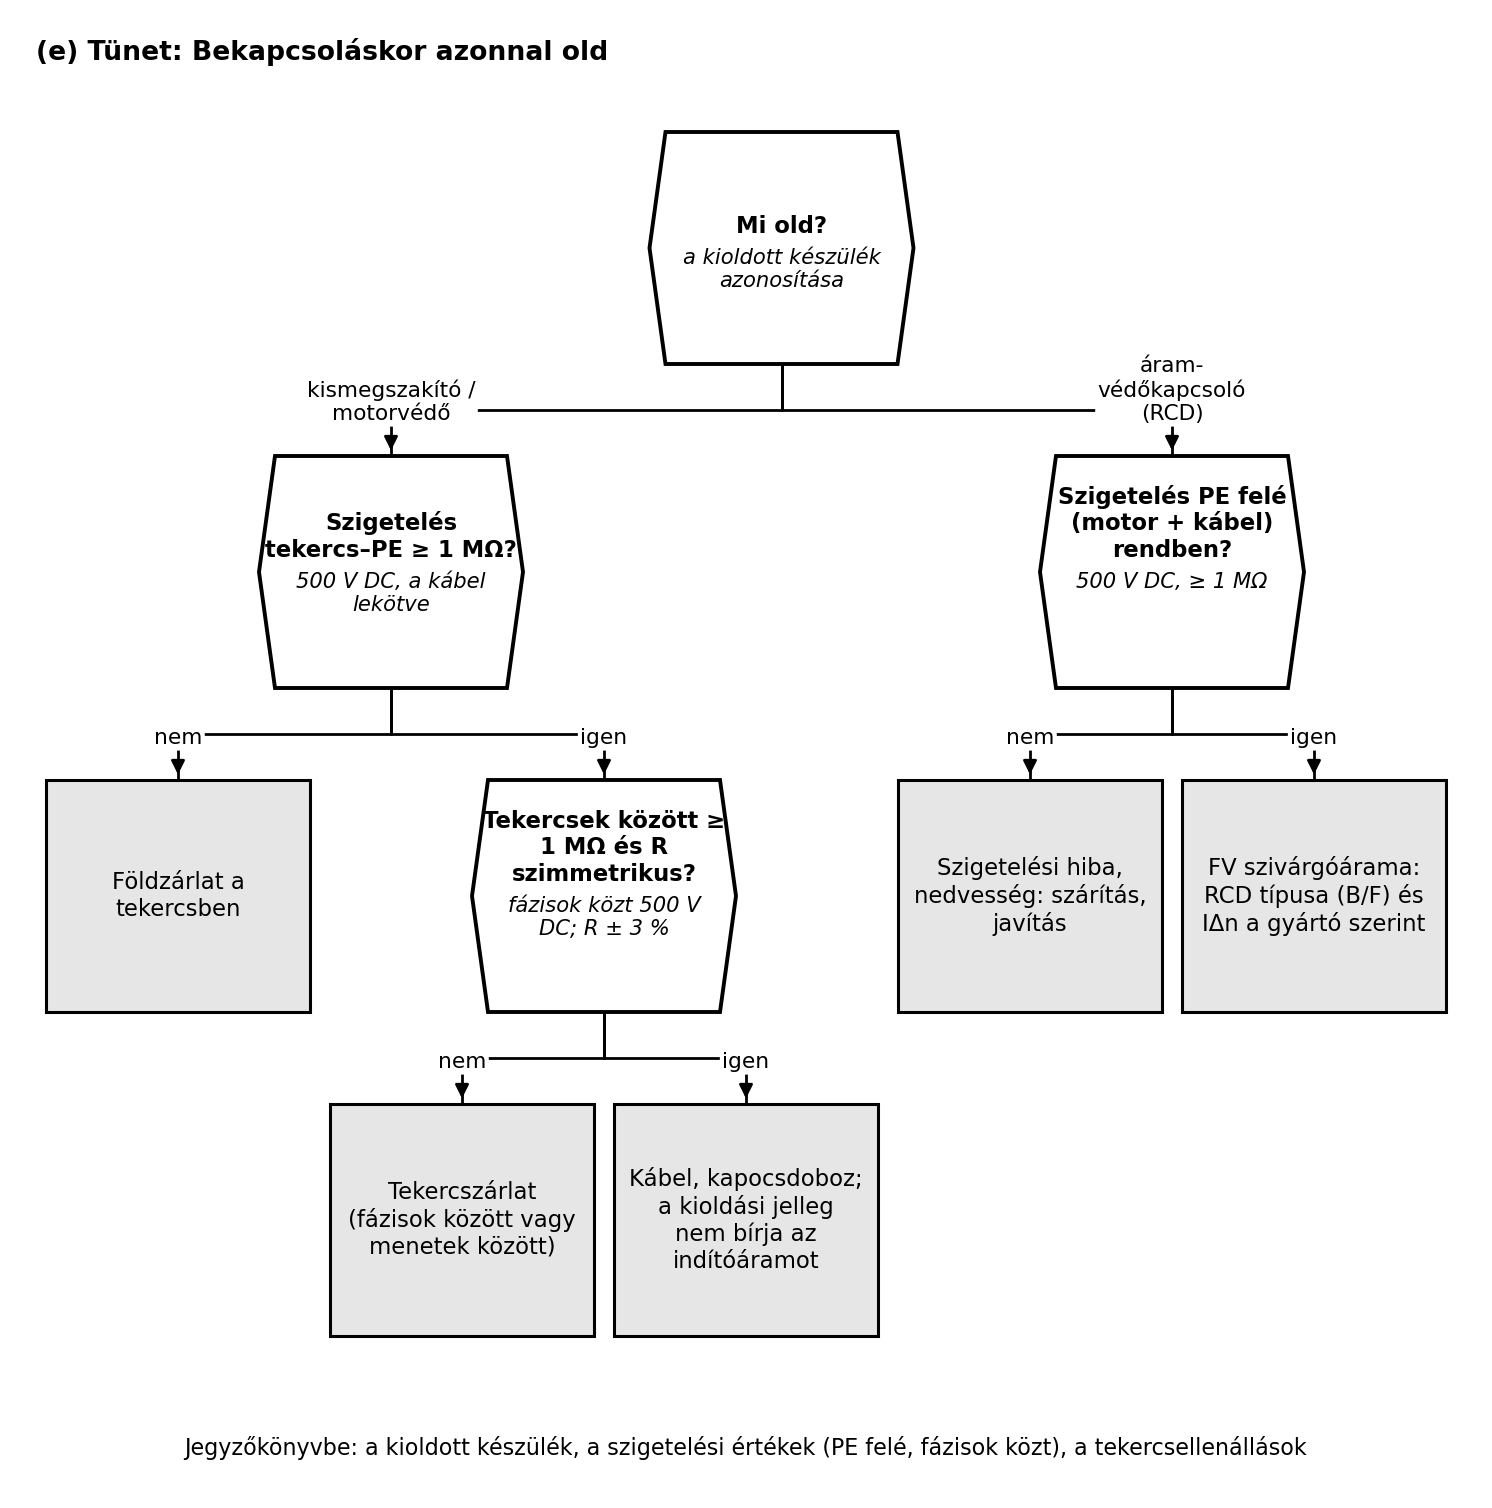 (e) Tünet: Bekapcsoláskor azonnal old
Mi old?
a kioldott készülék
azonosítása
kismegszakító /
motorvédő
áram-
védőkapcsoló
(RCD)
Szigetelés
tekercs–PE ≥ 1 MΩ?
500 V DC, a kábel
lekötve
Szigetelés PE felé
(motor + kábel)
rendben?
500 V DC, ≥ 1 MΩ
nem
igen
nem
igen
Földzárlat a
tekercsben
Tekercsek között ≥
1 MΩ és R
szimmetrikus?
fázisok közt 500 V
DC; R ± 3 %
Szigetelési hiba,
nedvesség: szárítás,
javítás
FV szivárgóárama:
RCD típusa (B/F) és
IΔn a gyártó szerint
nem
igen
Tekercszárlat
(fázisok között vagy
menetek között)
Kábel, kapocsdoboz;
a kioldási jelleg
nem bírja az
indítóáramot
Jegyzőkönyvbe: a kioldott készülék, a szigetelési értékek (PE felé, fázisok közt), a tekercsellenállások